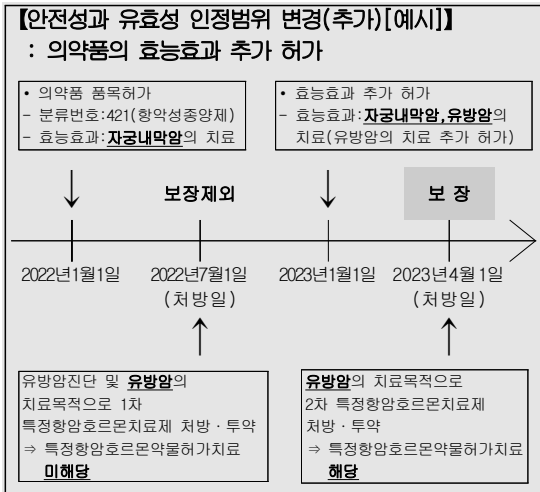 【안전성과 유효성 인정범위 변경(추가)[예시]】
: 의약품의 효능효과 추가 허가
• 의약품 품목허가
- 분류번호:421(항악성종양제)
- 효능효과:자궁내막암의 치료
• 효능효과 추가 허가
- 효능효과:자궁내막암,유방암의
치료(유방암의 치료 추가 허가)
보장제외
보 장
2022년1월1일
2022년7월1일
(처방일)
2023년1월1일
2023년4월1일
(처방일)
유방암진단 및 유방암의
치료목적으로 1차
특정항암호르몬치료제 처방·투약
⇒ 특정항암호르몬약물허가치료
미해당
유방암의 치료목적으로
2차 특정항암호르몬치료제
처방·투약
⇒ 특정항암호르몬약물허가치료
해당